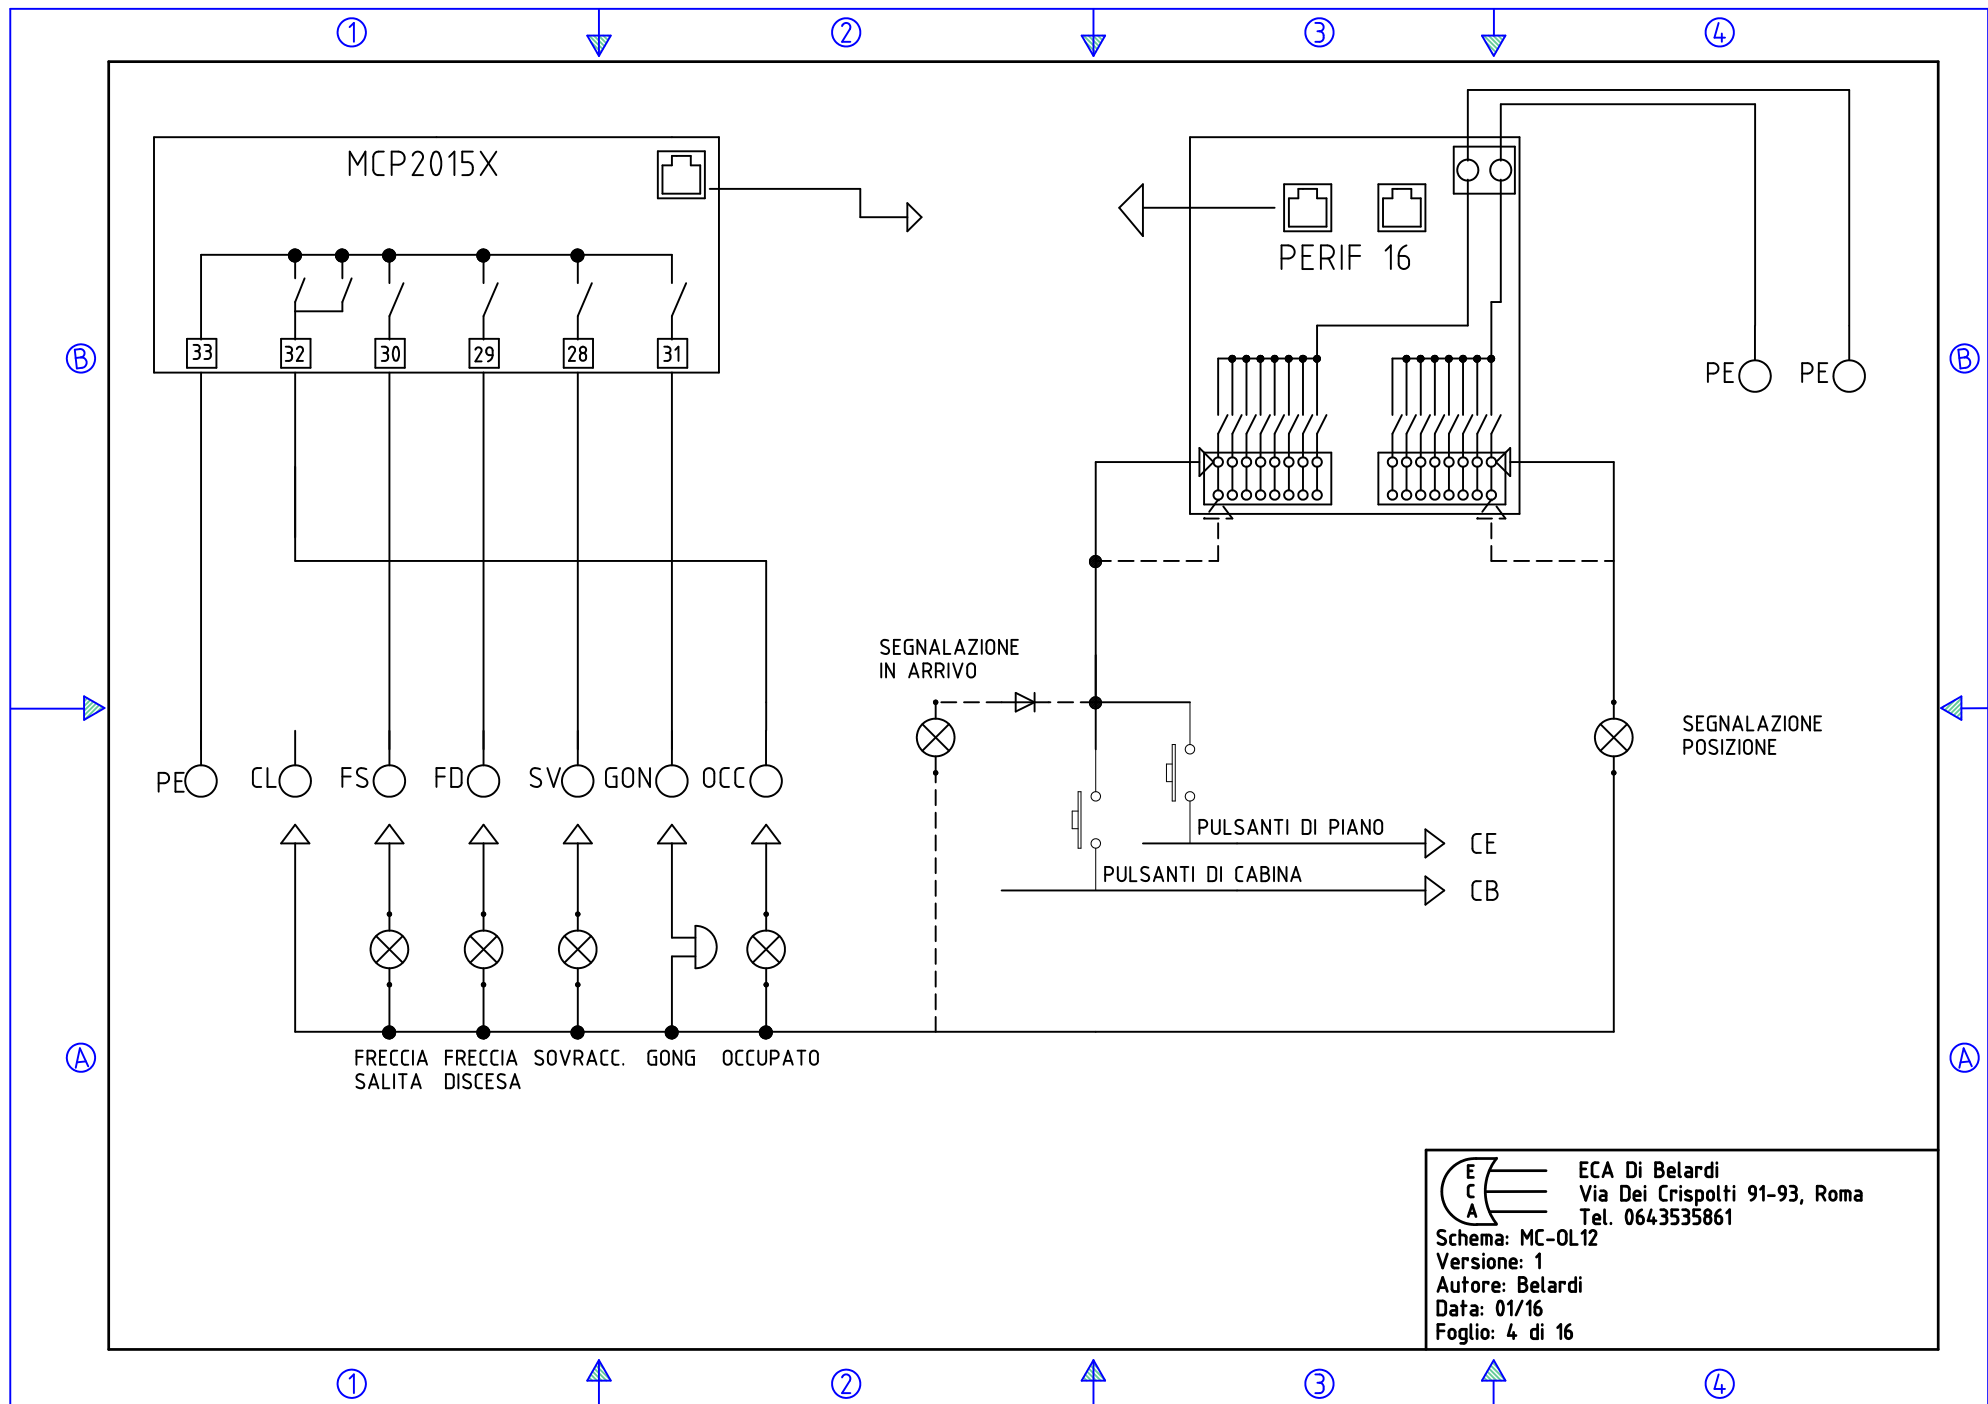 1 2 3 4
MCP2015X
33 32 30 29 28 31
PERIF 16
B B
PE PE
SEGNALAZIONE
IN ARRIVO
SEGNALAZIONE
POSIZIONE
PE CL FS FD SV GON OCC
PULSANTI DI PIANO CE
PULSANTI DI CABINA CB
A A
FRECCIA
SALITA
FRECCIA
DISCESA
SOVRACC.
GONG
OCCUPATO
E
C
A
ECA Di Belardi
Via Dei Crispolti 91-93, Roma
Tel. 0643535861
Schema: MC-OL12
Versione: 1
Autore: Belardi
Data: 01/16
Foglio: 4 di 16
1 2 3 4